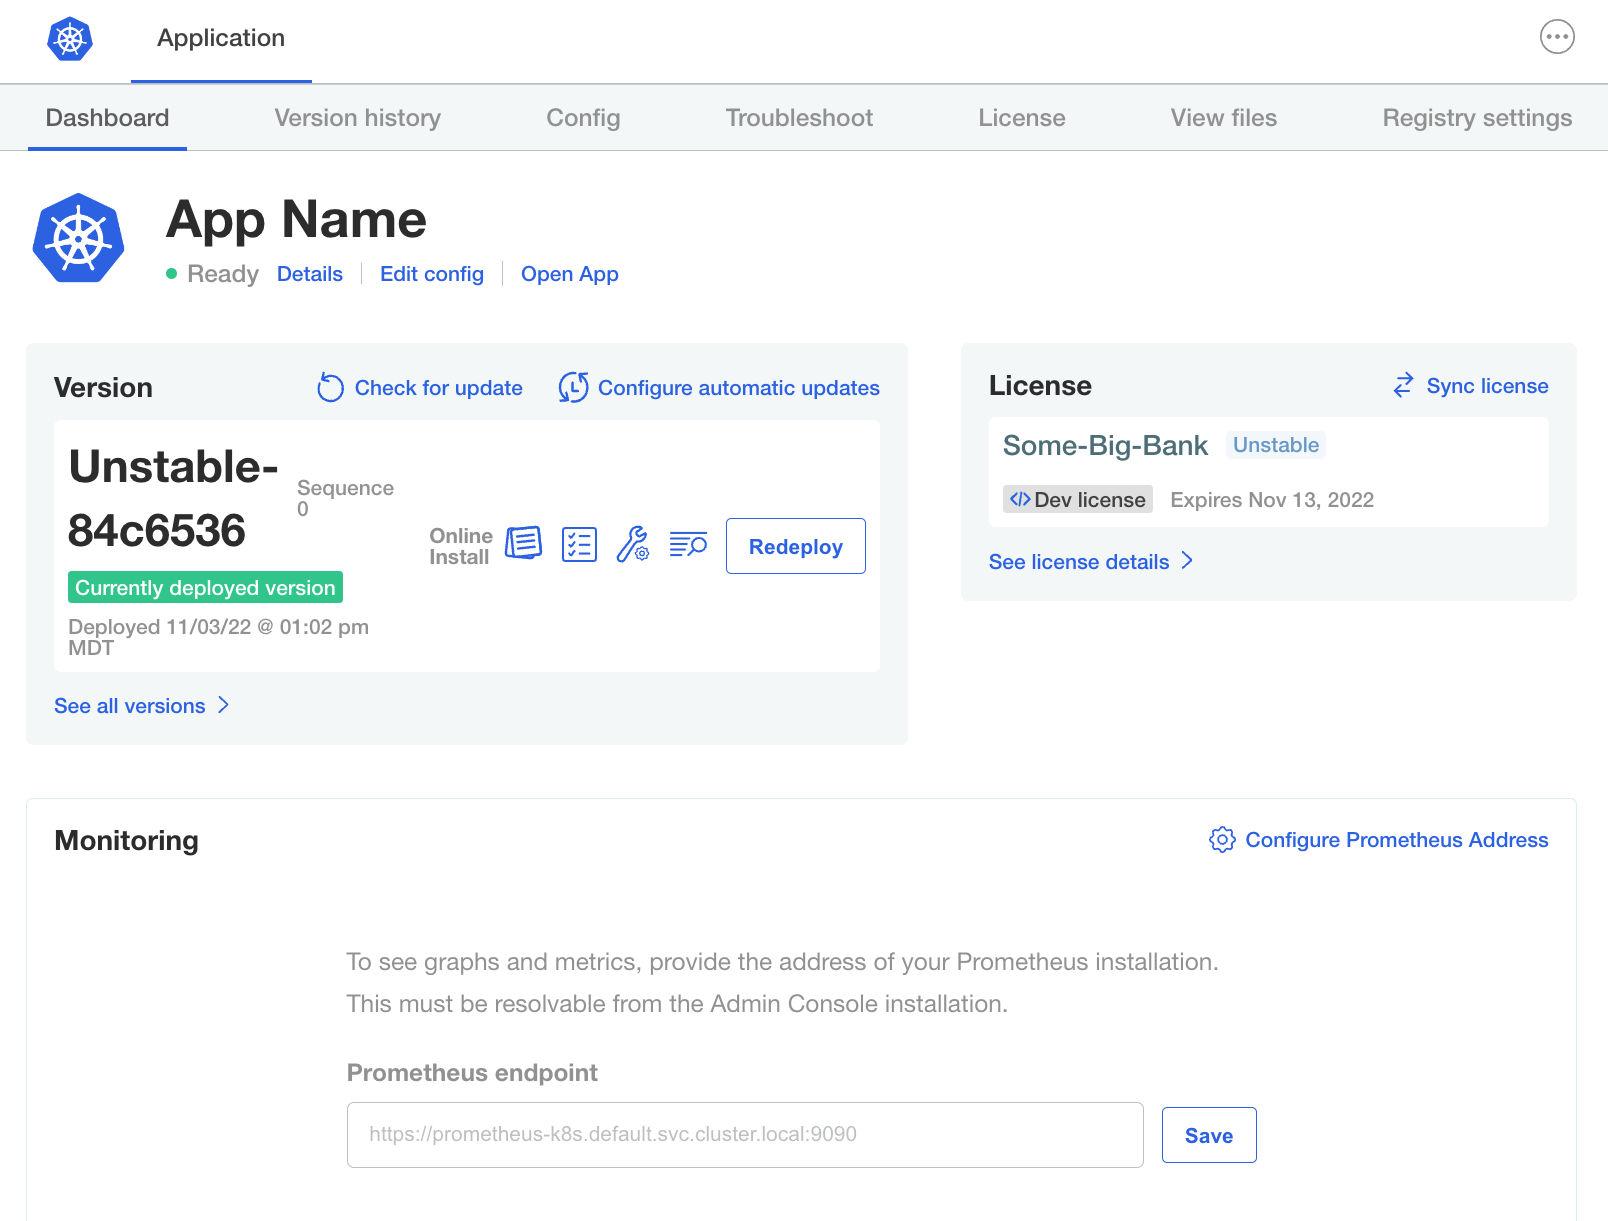 Application
Dashboard
Version history
Config
Troubleshoot
License
View files
Registry settings
App Name
Ready
Details
Edit config
Open App
Version
Check for update
Configure automatic updates
Unstable-
84c6536
Sequence
0
Currently deployed version
Deployed 11/03/22 @ 01:02 pm
MDT
Online
Install
Redeploy
See all versions
License
Sync license
Some-Big-Bank
Unstable
Dev license
Expires Nov 13, 2022
See license details
Monitoring
Configure Prometheus Address
To see graphs and metrics, provide the address of your Prometheus installation.
This must be resolvable from the Admin Console installation.
Prometheus endpoint
https://prometheus-k8s.default.svc.cluster.local:9090
Save